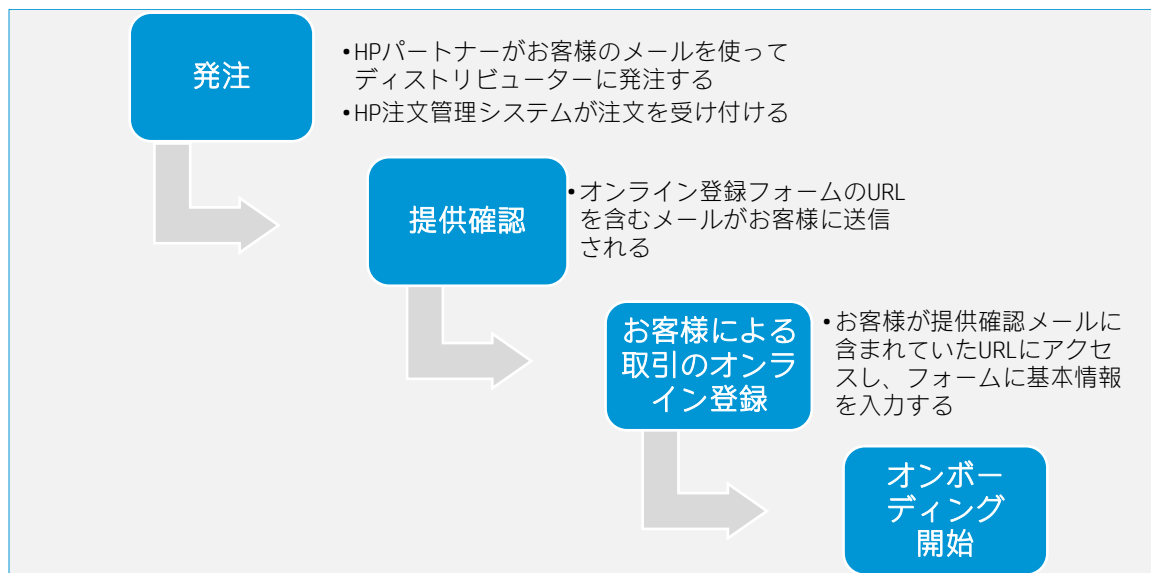 発注
•HPパートナーがお客様のメールを使って
ディストリビューターに発注する
•HP注文管理システムが注文を受け付ける
提供確認
•オンライン登録フォームのURL
を含むメールがお客様に送信
される
お客様による
取引のオンラ
イン登録
•お客様が提供確認メールに
含まれていたURLにアクセ
スし、フォームに基本情報
を入力する
オンボー
ディング
開始